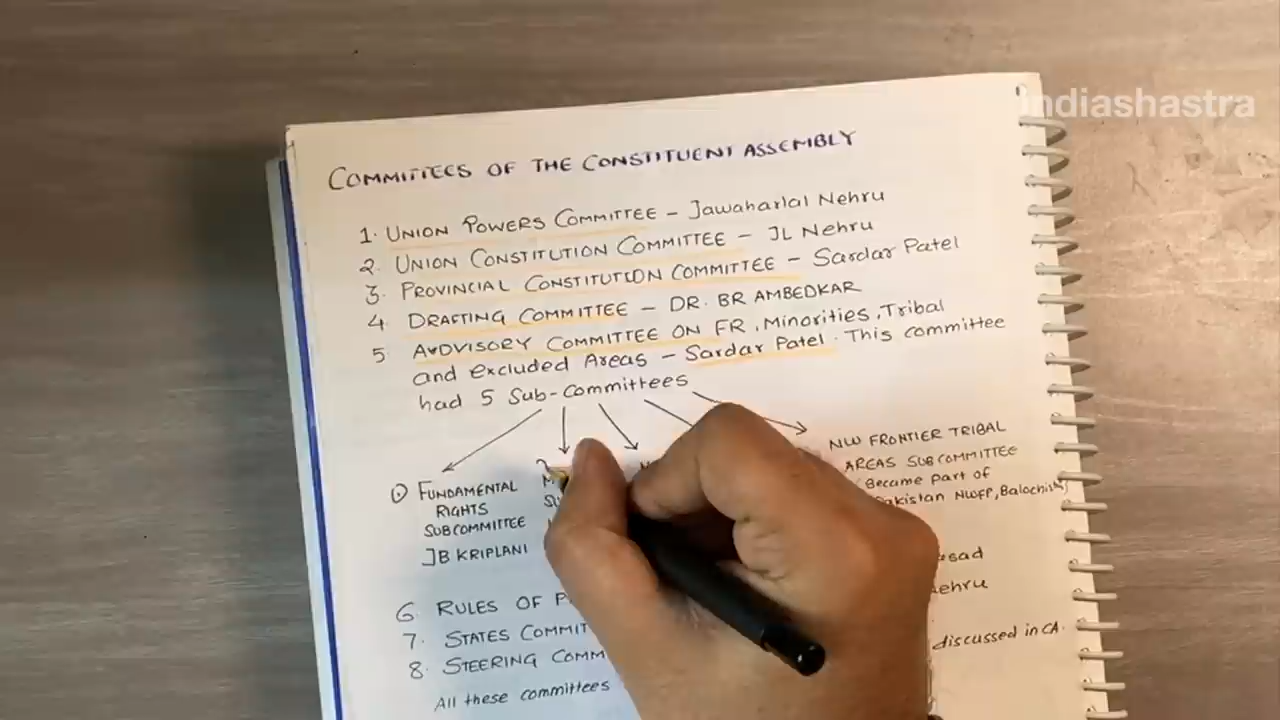 indiashastra
COMMITTEES OF THE CONSTITUENT ASSEMBLY
1. UNION POWERS COMMITTEE - Jawaharlal Nehru
2. UNION CONSTITUTION COMMITTEE - JL Nehru
3. PROVINCIAL CONSTITUTION COMMITTEE - Sardar Patel
4. DRAFTING COMMITTEE - DR. BR AMBEDKAR
5. ADVISORY COMMITTEE ON FR, Minorities, Tribal
and excluded Areas - Sardar Patel. This committee
had 5 Sub-Committees
① FUNDAMENTAL
RIGHTS
SUBCOMMITTEE
JB KRIPLANI
NW FRONTIER TRIBAL
AREAS SUBCOMMITTEE
(Became part of
Pakistan NWFP, Balochistan)
6. RULES OF
7. STATES
ehru
8. STEERING
All these committees discussed in CA.